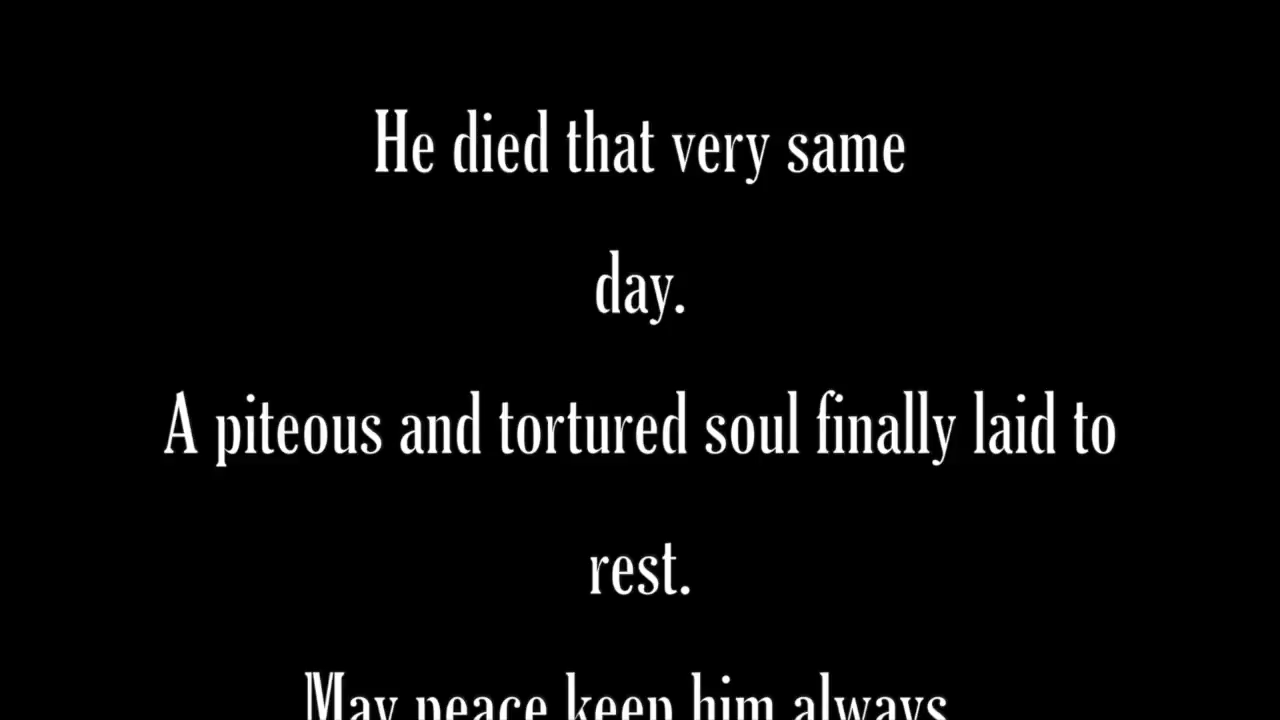 He died that very same
day.
A piteous and tortured soul finally laid to
rest.
May peace keep him always